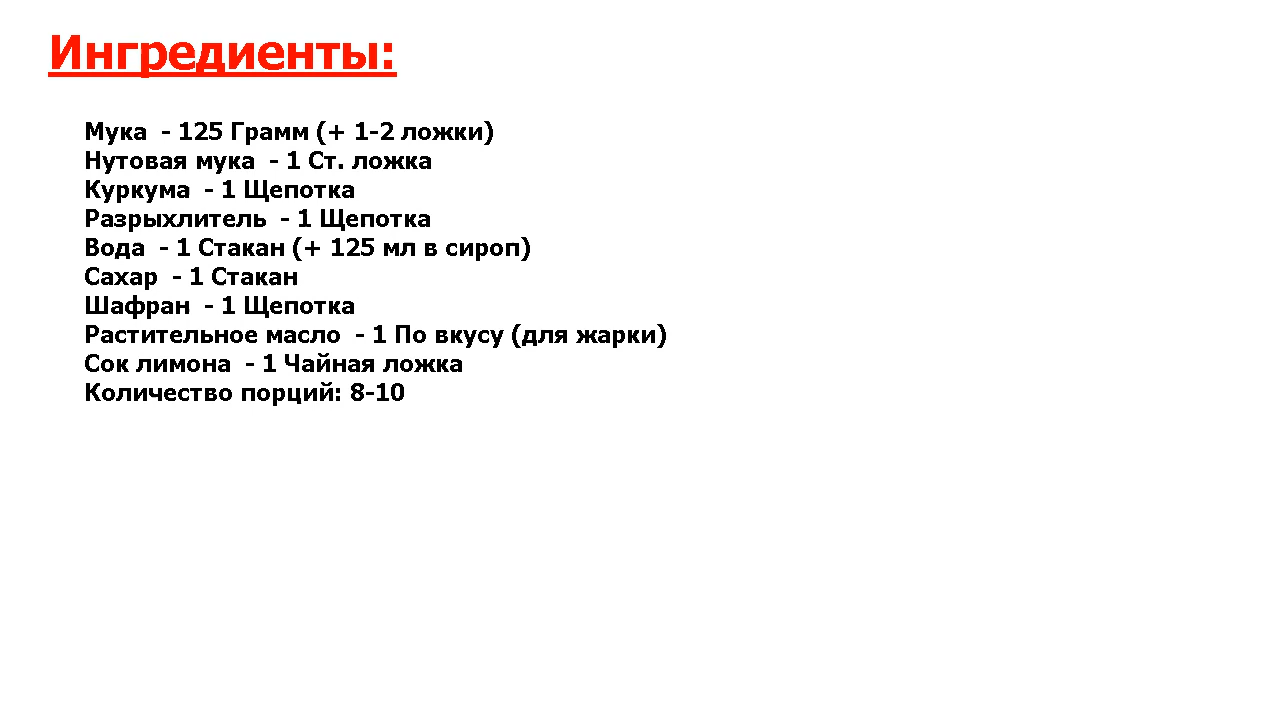 Ингредиенты:
Мука - 125 Грамм (+ 1-2 ложки)
Нутовая мука - 1 Ст. ложка
Куркума - 1 Щепотка
Разрыхлитель - 1 Щепотка
Вода - 1 Стакан (+ 125 мл в сироп)
Сахар - 1 Стакан
Шафран - 1 Щепотка
Растительное масло - 1 По вкусу (для жарки)
Сок лимона - 1 Чайная ложка
Количество порций: 8-10